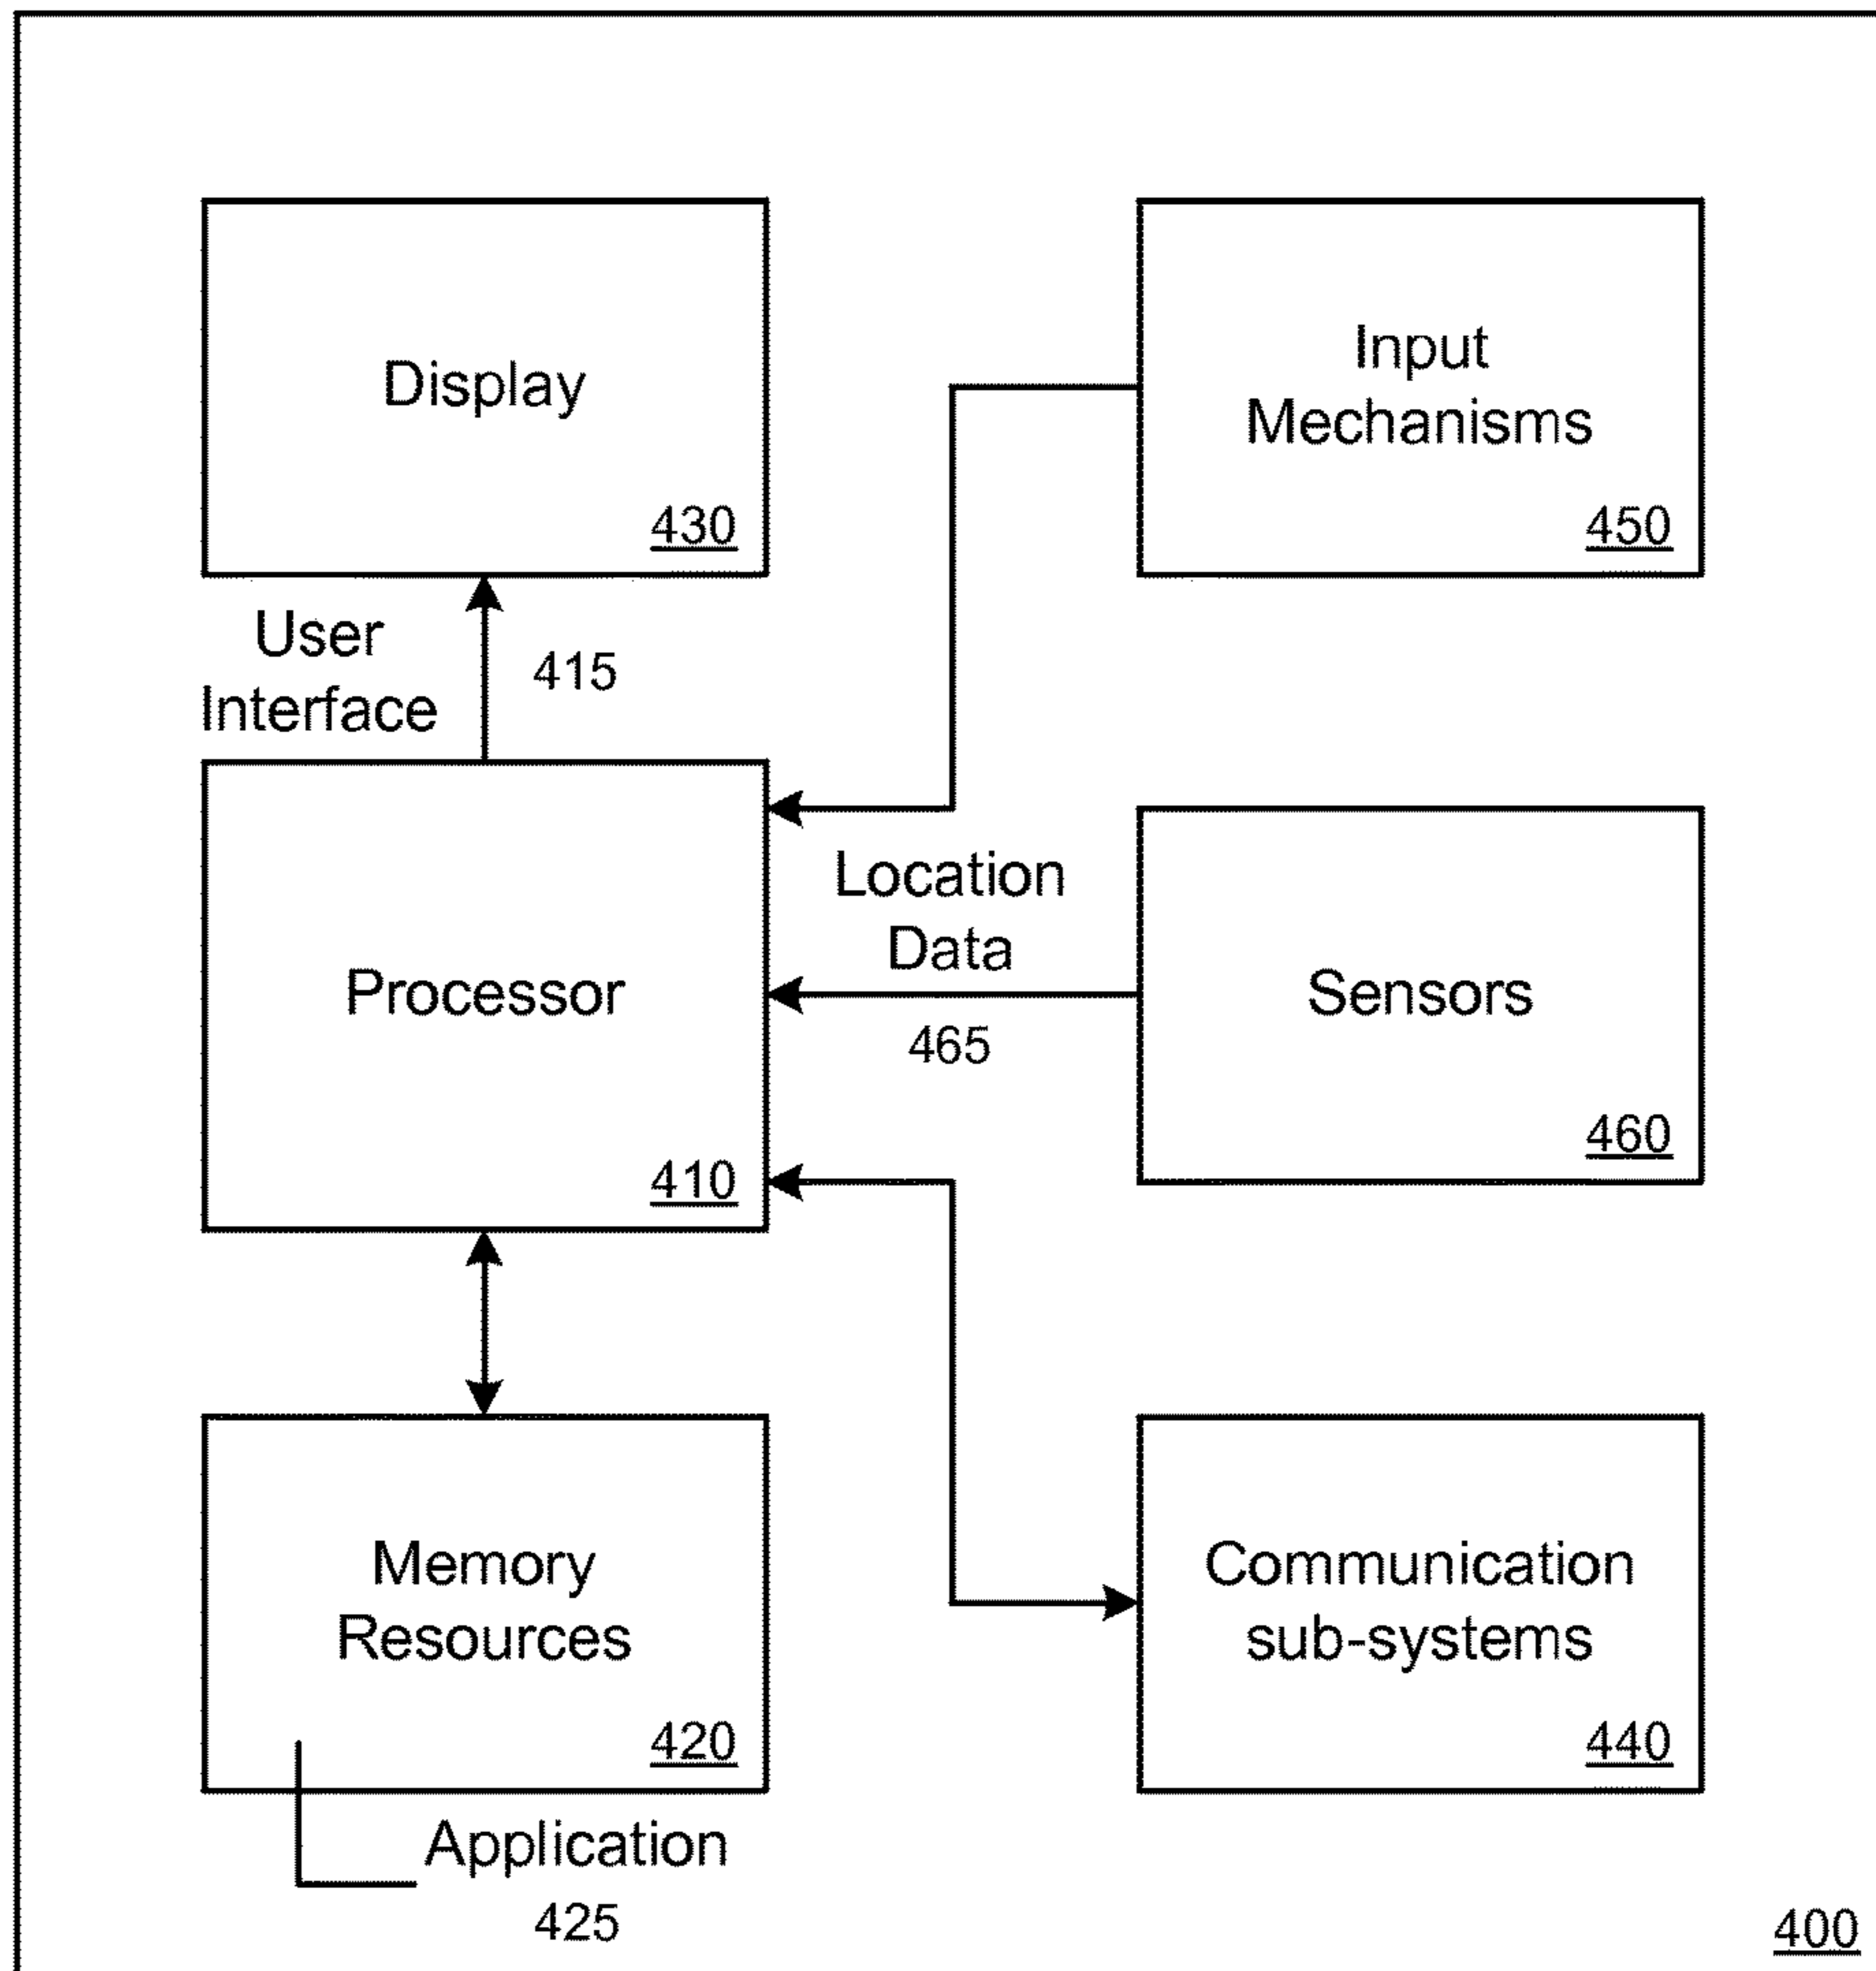 Display
430
Input
Mechanisms
450
User
Interface
415
Location
Data
465
Processor
410
Sensors
460
Memory
Resources
420
Communication
sub-systems
440
Application
425
400